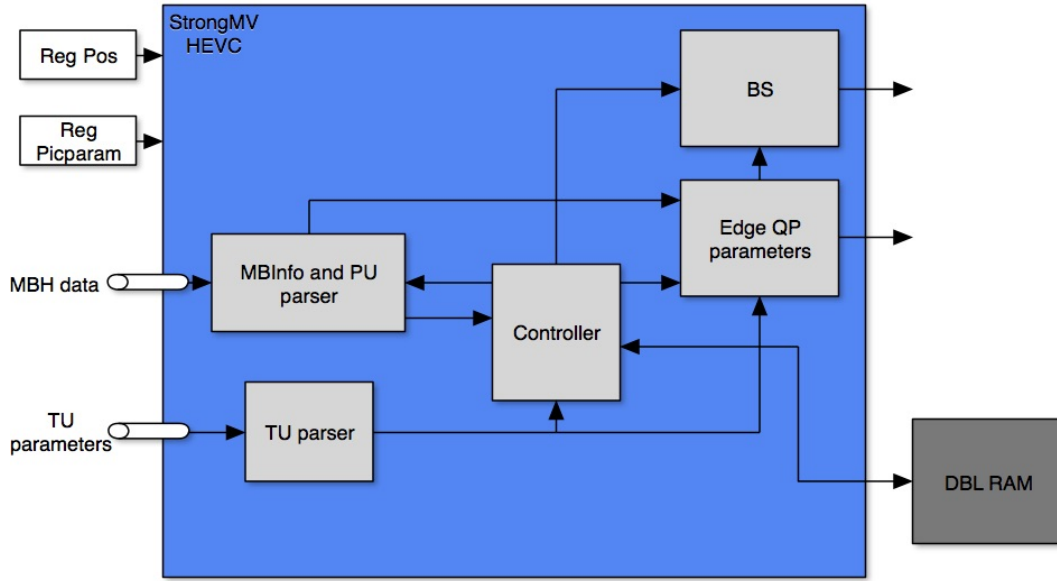 StrongMV
HEVC
Reg Pos
Reg
Picparam
BS
Edge QP
parameters
MBInfo and PU
parser
MBH data
Controller
TU
parameters
TU parser
DBL RAM